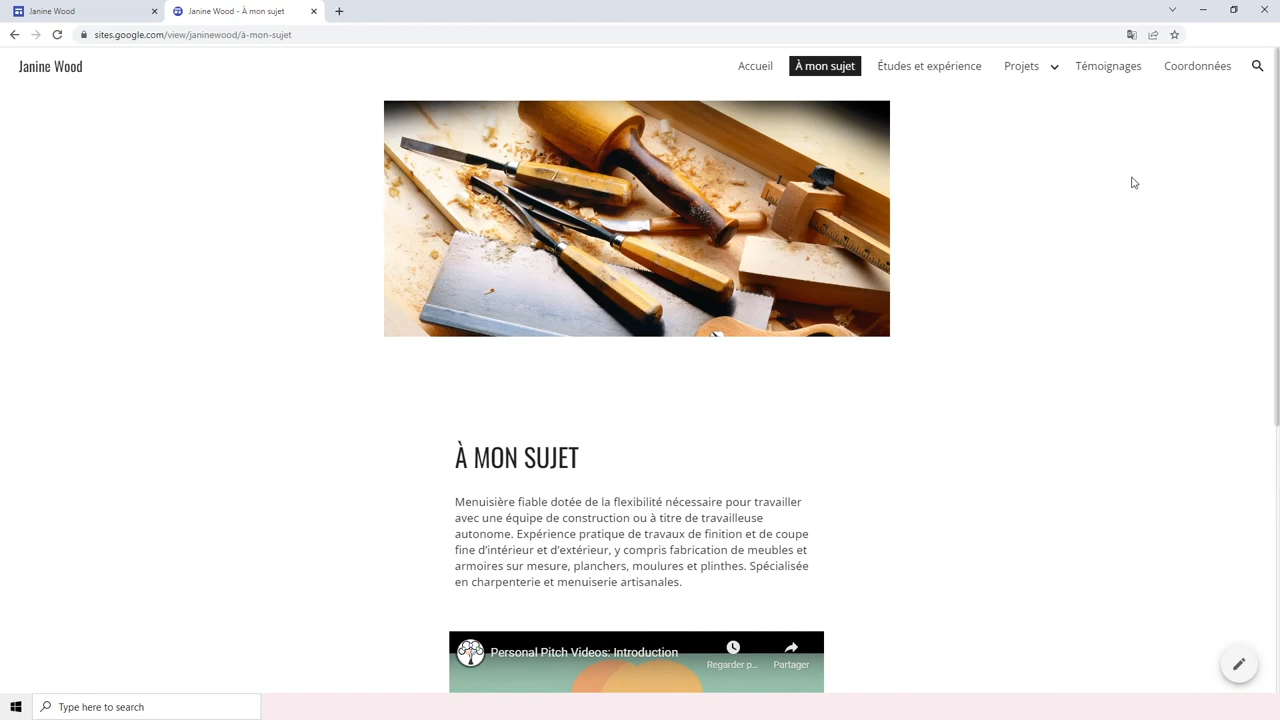 Janine Wood
Janine Wood - À mon sujet
sites.google.com/view/janinewood/à-mon-sujet
Janine Wood
Accueil
À mon sujet
Études et expérience
Projets
Témoignages
Coordonnées
À MON SUJET
Menuisière fiable dotée de la flexibilité nécessaire pour travailler
avec une équipe de construction ou à titre de travailleuse
autonome. Expérience pratique de travaux de finition et de coupe
fine d'intérieur et d'extérieur, y compris fabrication de meubles et
armoires sur mesure, planchers, moulures et plinthes. Spécialisée
en charpenterie et menuiserie artisanales.
Personal Pitch Videos: Introduction
Regarder p...
Partager
Type here to search